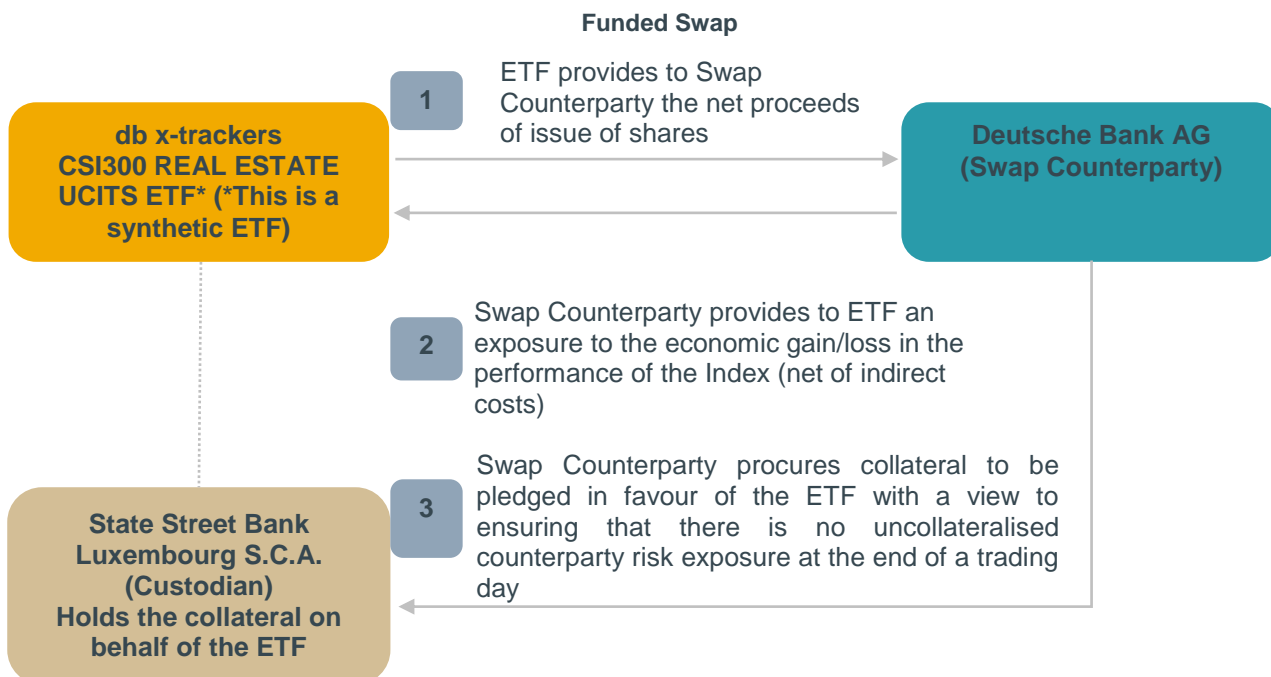 Funded Swap
1
ETF provides to Swap
Counterparty the net proceeds
of issue of shares
db x-trackers
CSI300 REAL ESTATE
UCITS ETF* (*This is a
synthetic ETF)
Deutsche Bank AG
(Swap Counterparty)
2
Swap Counterparty provides to ETF an
exposure to the economic gain/loss in the
performance of the Index (net of indirect
costs)
3
Swap Counterparty procures collateral to be
pledged in favour of the ETF with a view to
ensuring that there is no uncollateralised
counterparty risk exposure at the end of a trading
day
State Street Bank
Luxembourg S.C.A.
(Custodian)
Holds the collateral on
behalf of the ETF